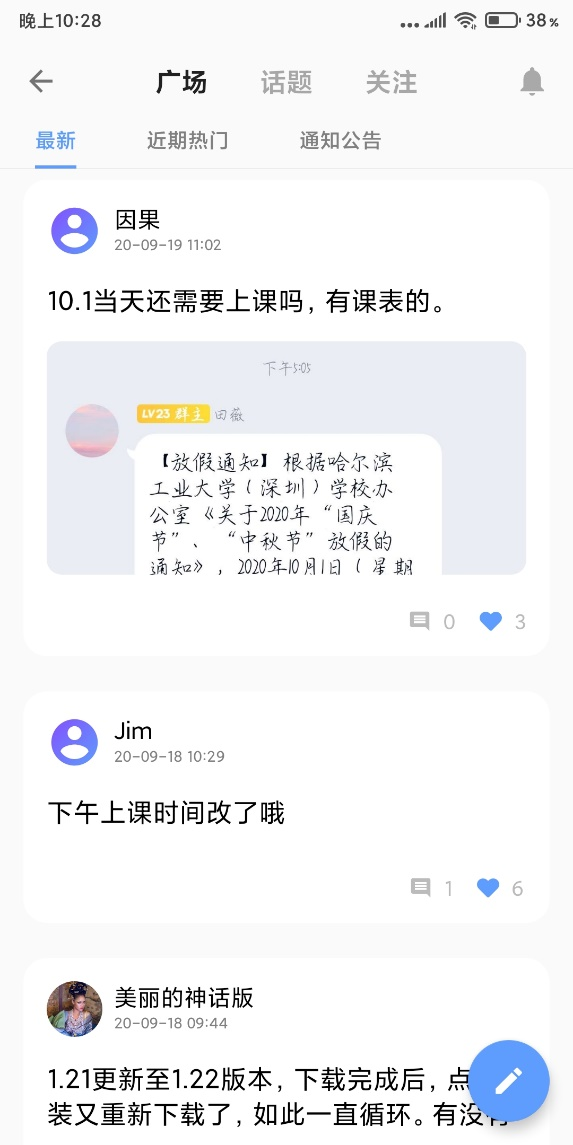 晚上10:28
38%
广场 话题 关注
最新 近期热门 通知公告
因果
20-09-19 11:02
10.1当天还需要上课吗，有课表的。
下午5:05
LV23 群主 田薇
【放假通知】根据哈尔滨
工业大学（深圳）学校办
公室《关于2020年“国庆
节”、“中秋节”放假的
通知》，2020年10月1日（星期
0 3
Jim
20-09-18 10:29
下午上课时间改了哦
1 6
美丽的神话版
20-09-18 09:44
1.21更新至1.22版本，下载完成后，点
装又重新下载了，如此一直循环。有没有